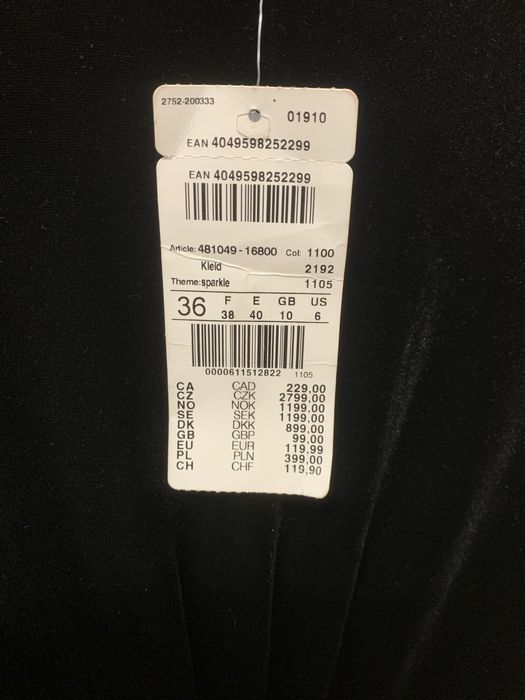 2752-200333
01910
EAN 4049598252299
EAN 4049598252299
Article: 481049-16800 Col: 1100
Kleid 2192
Theme: sparkle 1105
36 F E GB US
38 40 10 6
0000611512822 1105
CA CAD 229,00
CZ CZK 2799,00
NO NOK 1199,00
SE SEK 1199,00
DK DKK 899,00
GB GBP 99,00
EU EUR 119,99
PL PLN 399,00
CH CHF 119,90